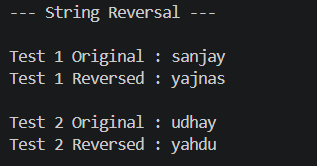 --- String Reversal ---
Test 1 Original : sanjay
Test 1 Reversed : yajnas
Test 2 Original : udhay
Test 2 Reversed : yahdu